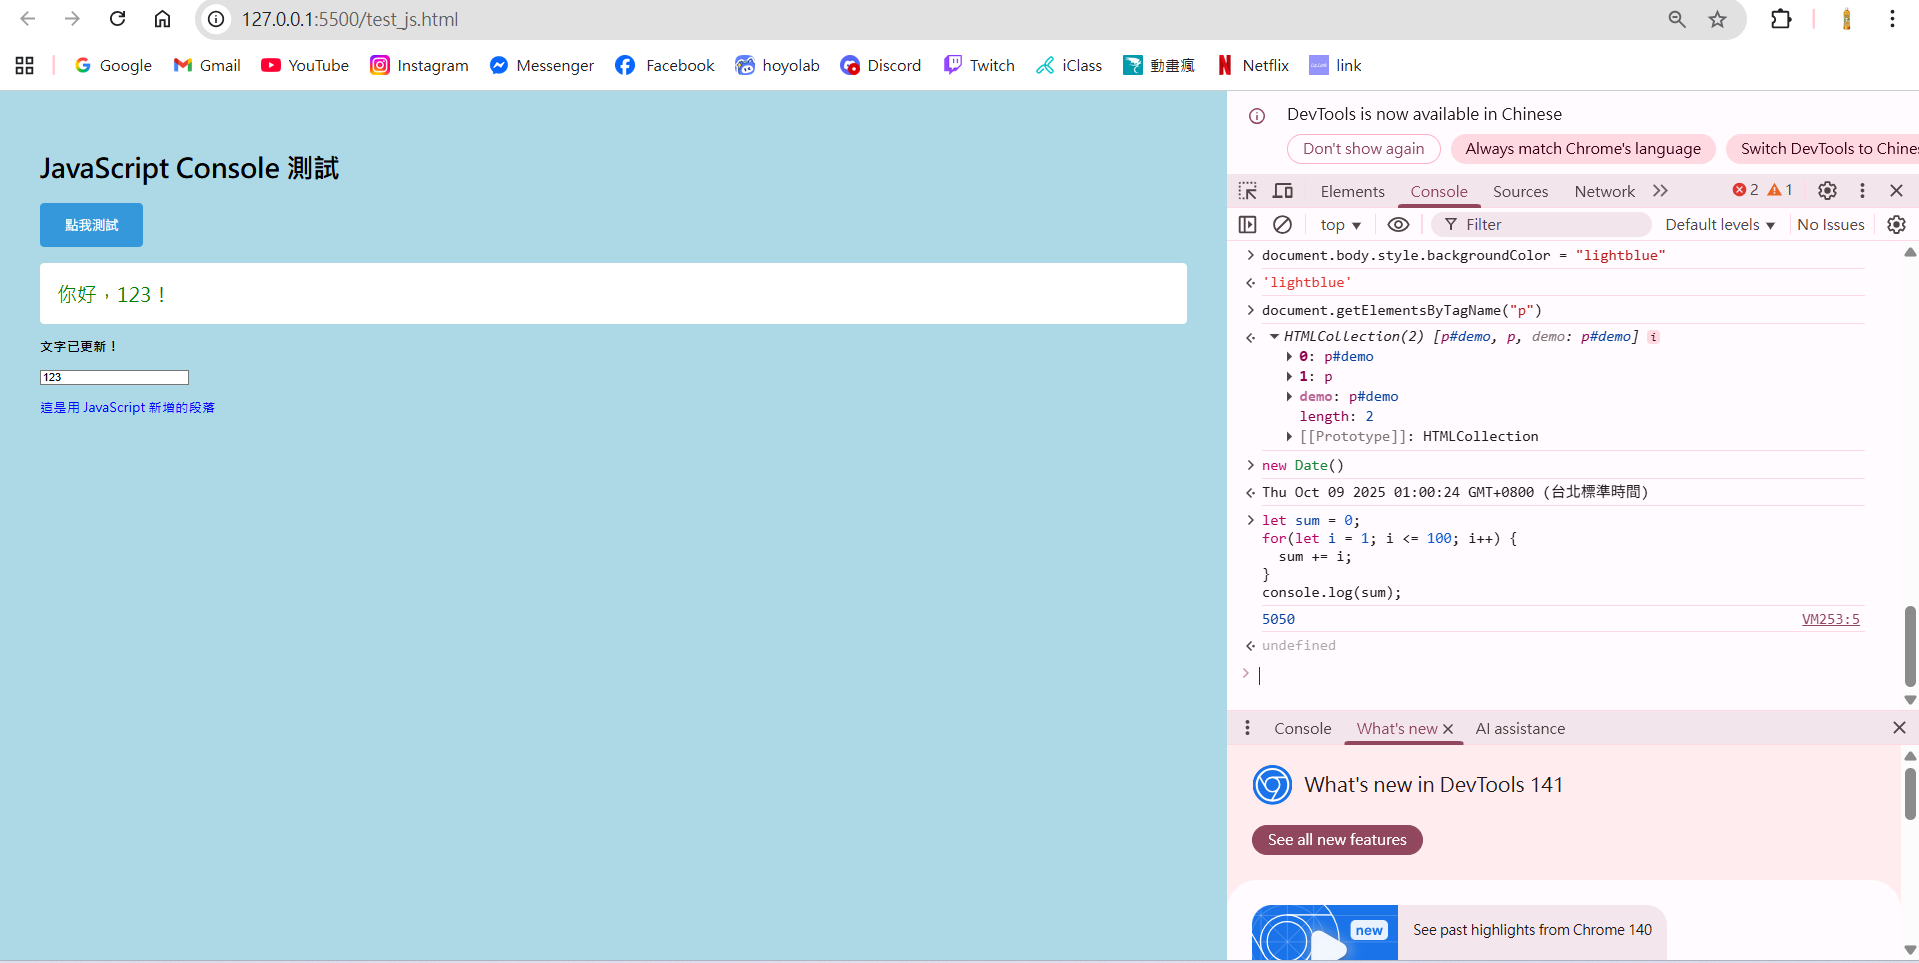 127.0.0.1:5500/test_js.html
Google Gmail YouTube Instagram Messenger Facebook hoyolab Discord Twitch iClass 動畫瘋 Netflix link
JavaScript Console 測試
點我測試
你好，123！
文字已更新！
123
這是用 JavaScript 新增的段落
DevTools is now available in Chinese
Don't show again Always match Chrome's language Switch DevTools to Chines
Elements Console Sources Network 2 1
top Filter Default levels No Issues
document.body.style.backgroundColor = "lightblue"
'lightblue'
document.getElementsByTagName("p")
HTMLCollection(2) [p#demo, p, demo: p#demo] i
0: p#demo
1: p
demo: p#demo
length: 2
[[Prototype]]: HTMLCollection
new Date()
Thu Oct 09 2025 01:00:24 GMT+0800 (台北標準時間)
let sum = 0;
for(let i = 1; i <= 100; i++) {
sum += i;
}
console.log(sum);
5050 VM253:5
undefined
Console What's new AI assistance
What's new in DevTools 141
See all new features
new
See past highlights from Chrome 140